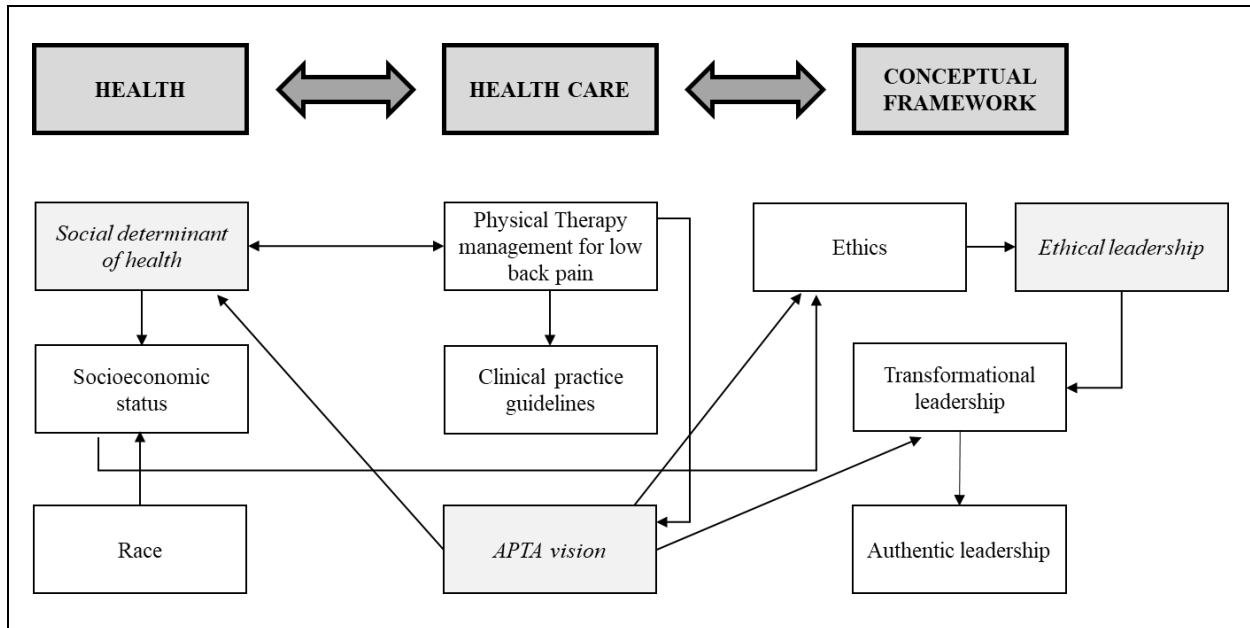 HEALTH
HEALTH CARE
CONCEPTUAL
FRAMEWORK
Social determinant
of health
Physical Therapy
management for low
back pain
Ethics
Ethical leadership
Socioeconomic
status
Clinical practice
guidelines
Transformational
leadership
Race
APTA vision
Authentic leadership